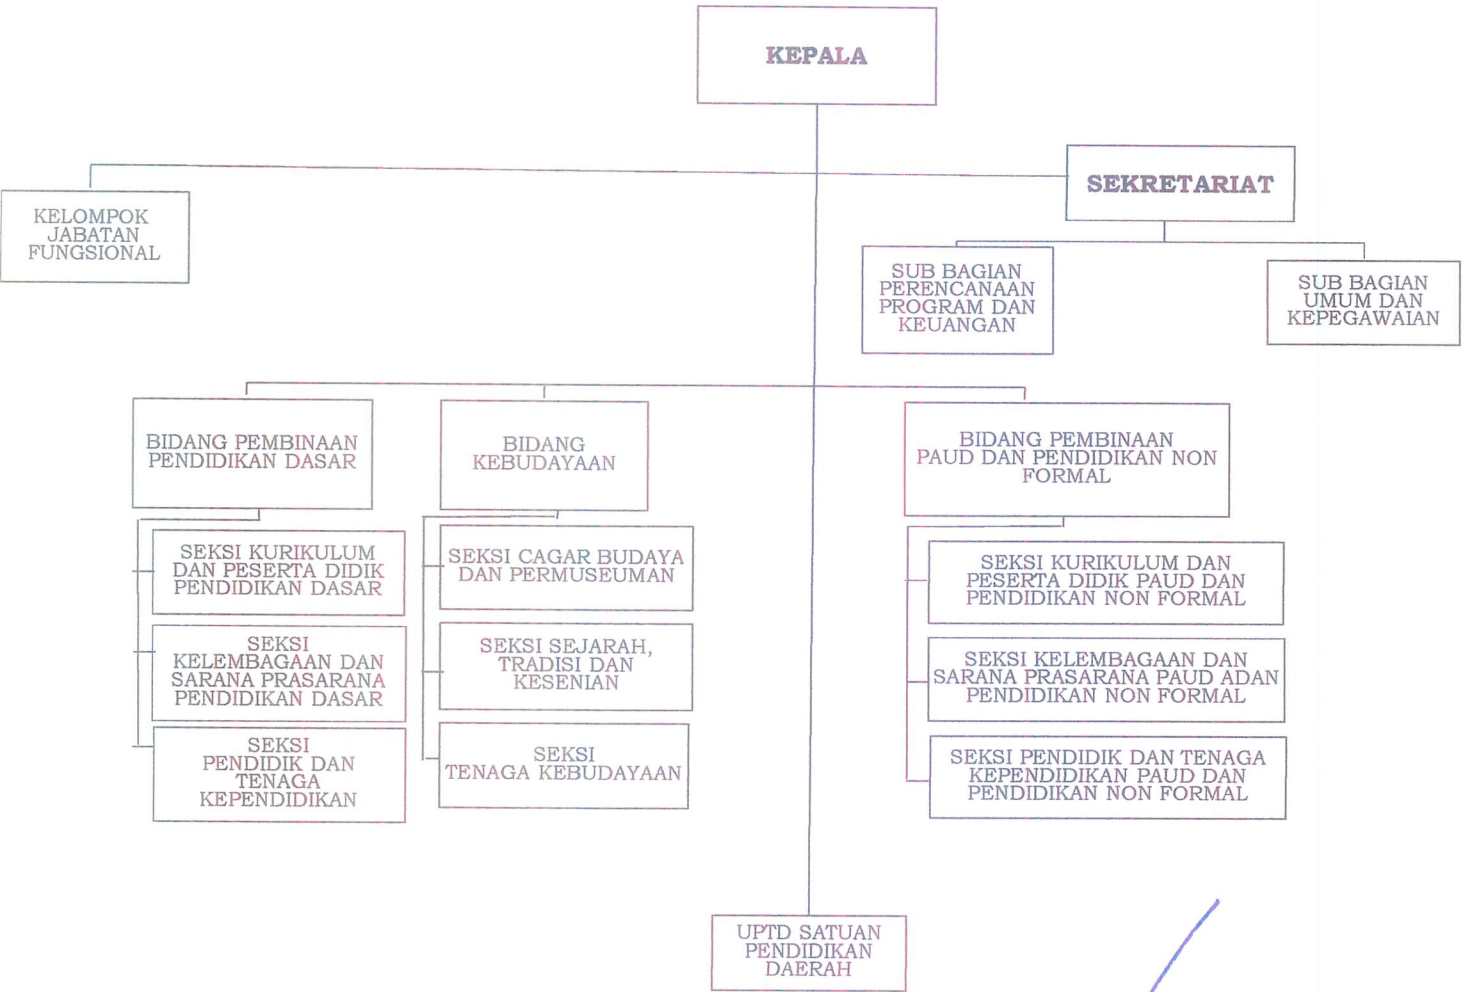 KEPALA
SEKRETARIAT
KELOMPOK
JABATAN
FUNGSIONAL
SUB BAGIAN
PERENCANAAN
PROGRAM DAN
KEUANGAN
SUB BAGIAN
UMUM DAN
KEPEGAWAIAN
BIDANG PEMBINAAN
PENDIDIKAN DASAR
BIDANG
KEBUDAYAAN
BIDANG PEMBINAAN
PAUD DAN PENDIDIKAN NON
FORMAL
SEKSI KURIKULUM
DAN PESERTA DIDIK
PENDIDIKAN DASAR
SEKSI
KELEMBAGAAN DAN
SARANA PRASARANA
PENDIDIKAN DASAR
SEKSI
PENDIDIK DAN
TENAGA
KEPENDIDIKAN
SEKSI CAGAR BUDAYA
DAN PERMUSEUMAN
SEKSI SEJARAH,
TRADISI DAN
KESENIAN
SEKSI
TENAGA KEBUDAYAAN
SEKSI KURIKULUM DAN
PESERTA DIDIK PAUD DAN
PENDIDIKAN NON FORMAL
SEKSI KELEMBAGAAN DAN
SARANA PRASARANA PAUD ADAN
PENDIDIKAN NON FORMAL
SEKSI PENDIDIK DAN TENAGA
KEPENDIDIKAN PAUD DAN
PENDIDIKAN NON FORMAL
UPTD SATUAN
PENDIDIKAN
DAERAH